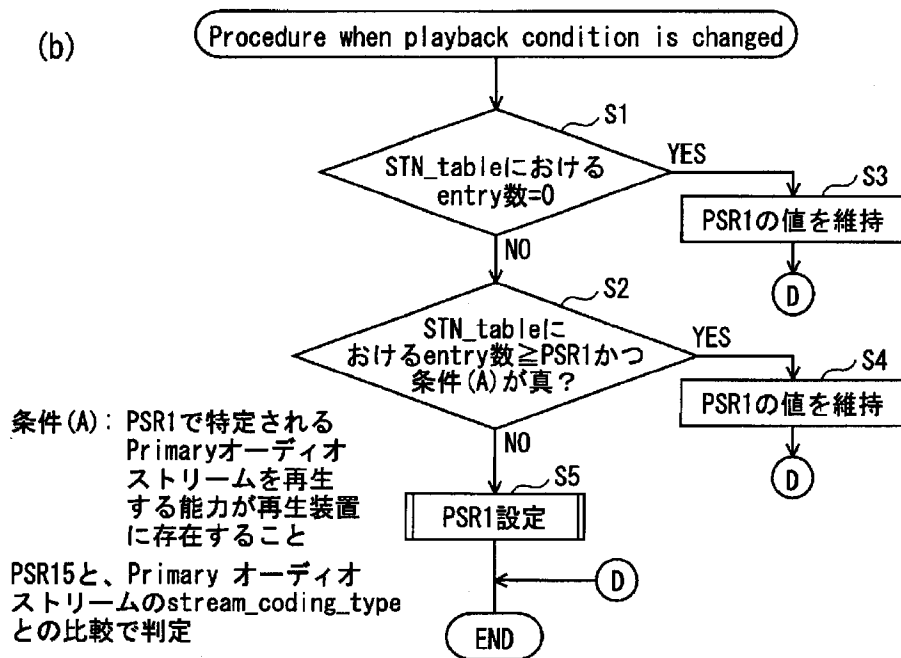 (b)
Procedure when playback condition is changed
S1
STN_tableにおける
entry数=0
YES
S3
PSR1の値を維持
D
NO
S2
STN_tableに
おけるentry数≧PSR1かつ
条件(A)が真？
YES
S4
PSR1の値を維持
D
NO
条件(A): PSR1で特定される
Primaryオーディオ
ストリームを再生
する能力が再生装置
に存在すること
PSR15と、Primary オーディオ
ストリームのstream_coding_type
との比較で判定
S5
PSR1設定
D
END